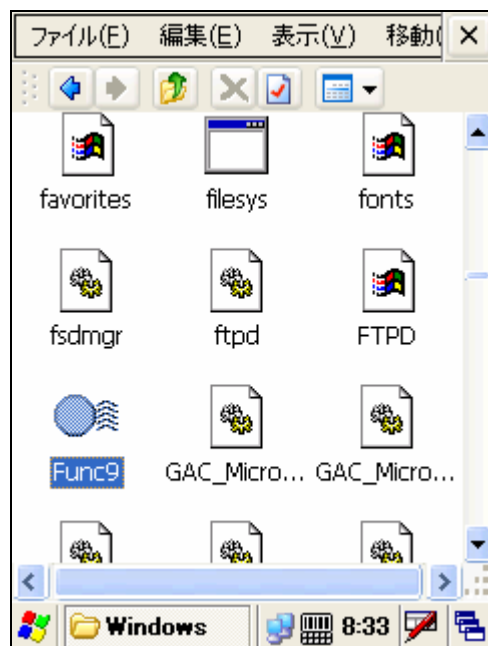 ファイル(F) 編集(E) 表示(V) 移動(
favorites filesys fonts
fsdmgr ftpd FTPD
Func9 GAC_Micro... GAC_Micro...
Windows 8:33